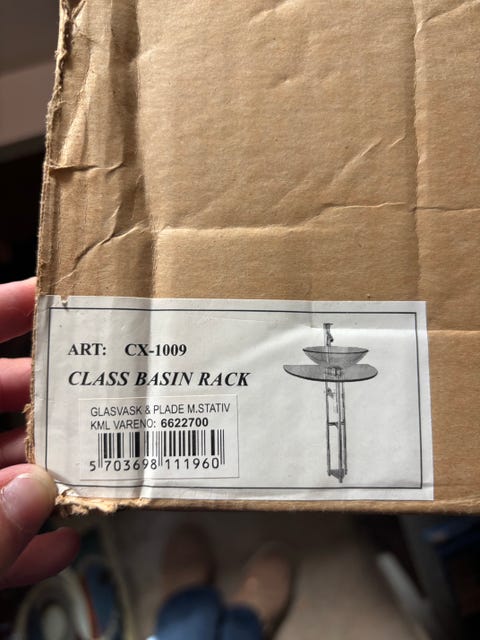 ART: CX-1009
CLASS BASIN RACK
GLASVASK & PLADE M.STATIV
KML VARENO: 6622700
5 703698 111960